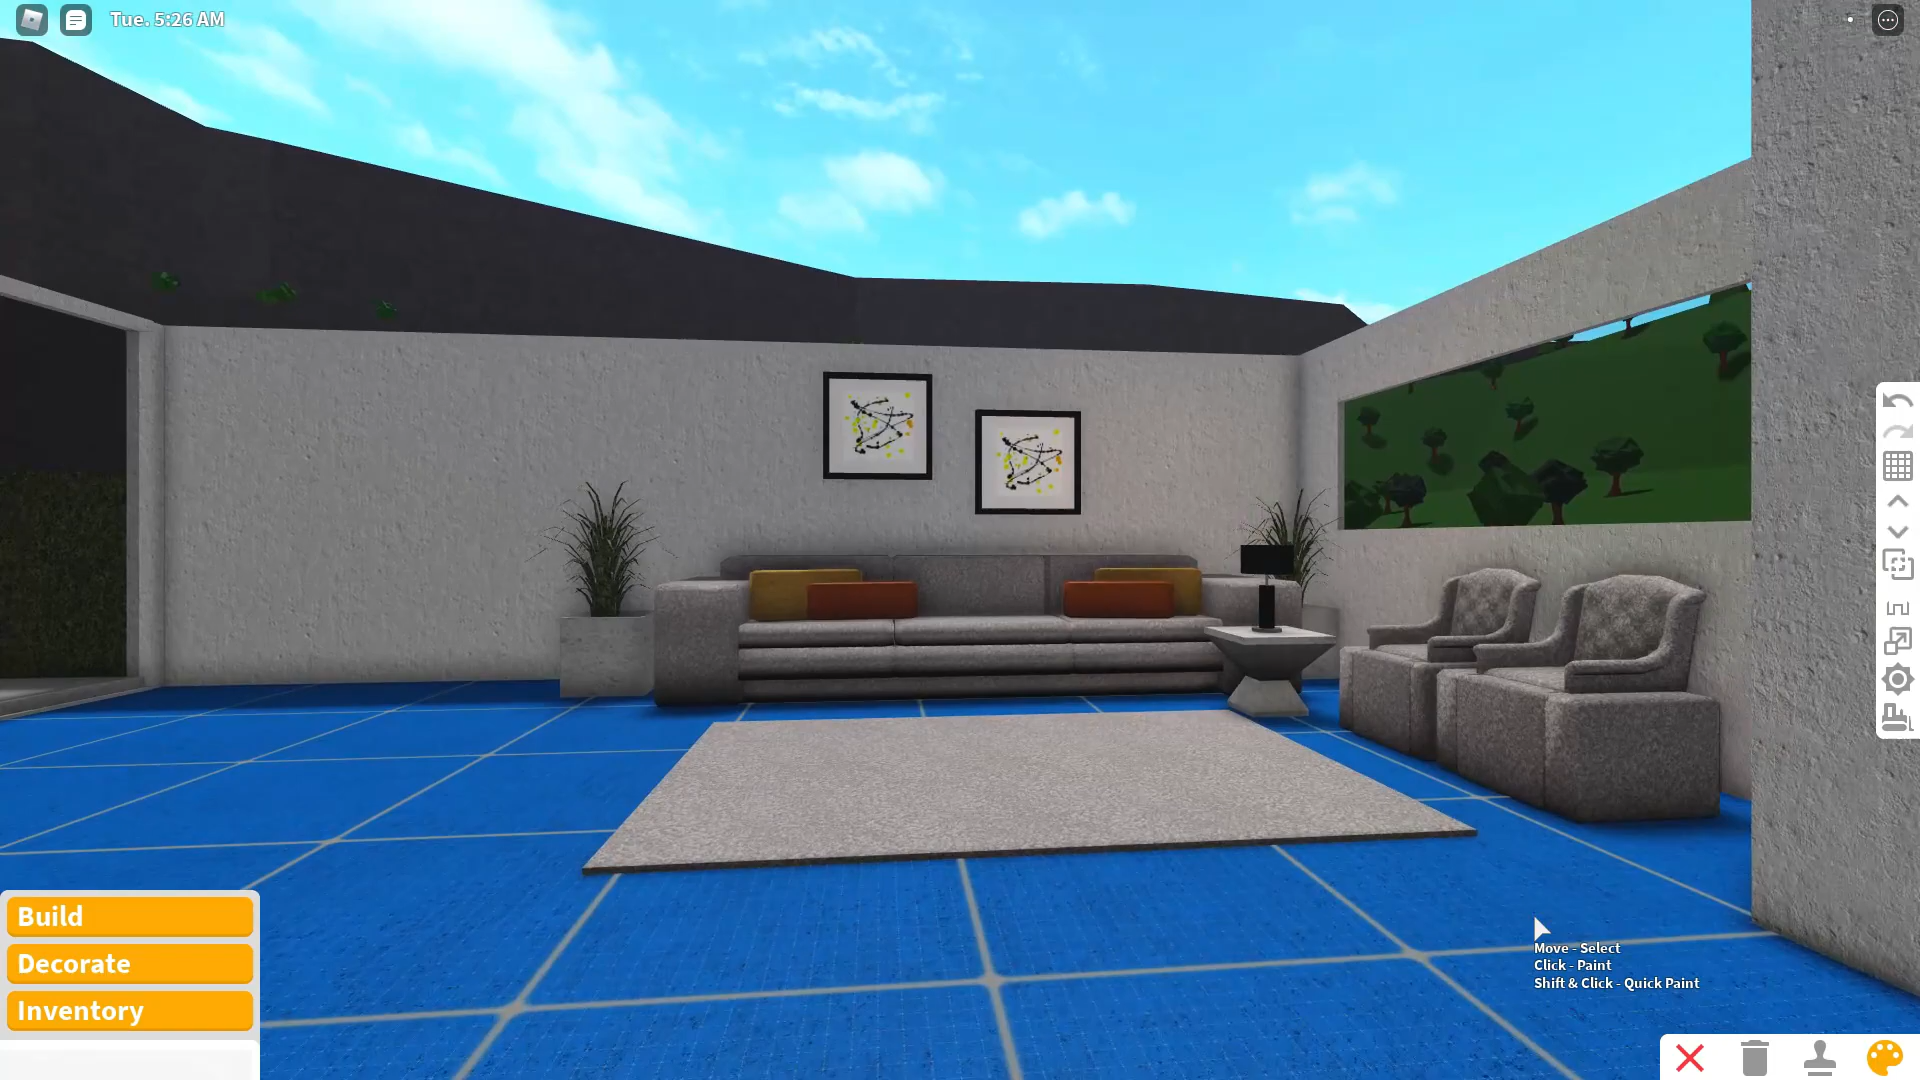 Tue. 5:26 AM
Move - Select
Click - Paint
Shift & Click - Quick Paint
Build
Decorate
Inventory